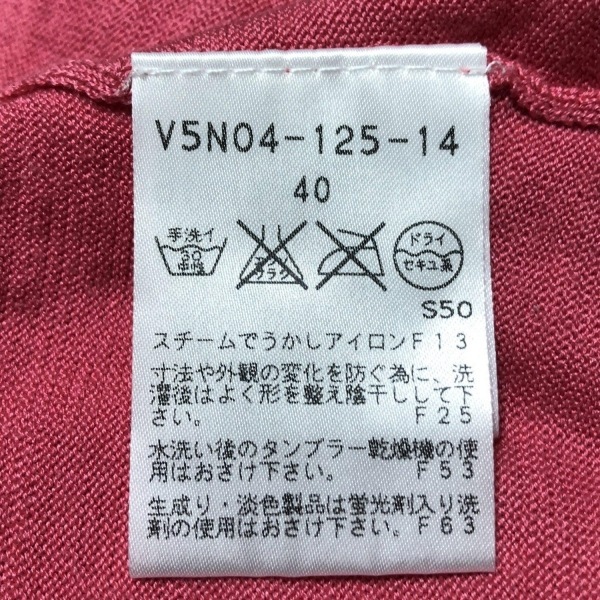 V5N04-125-14
40
手洗イ
30
中性
エンソ
サラシ
ドライ
セキユ系
S50
スチームでうかしアイロンF13
寸法や外観の変化を防ぐ為に、洗
濯後はよく形を整え陰干しして下
さい。 F25
水洗い後のタンブラー乾燥機の使
用はおさけ下さい。 F53
生成り・淡色製品は蛍光剤入り洗
剤の使用はおさけ下さい。F63